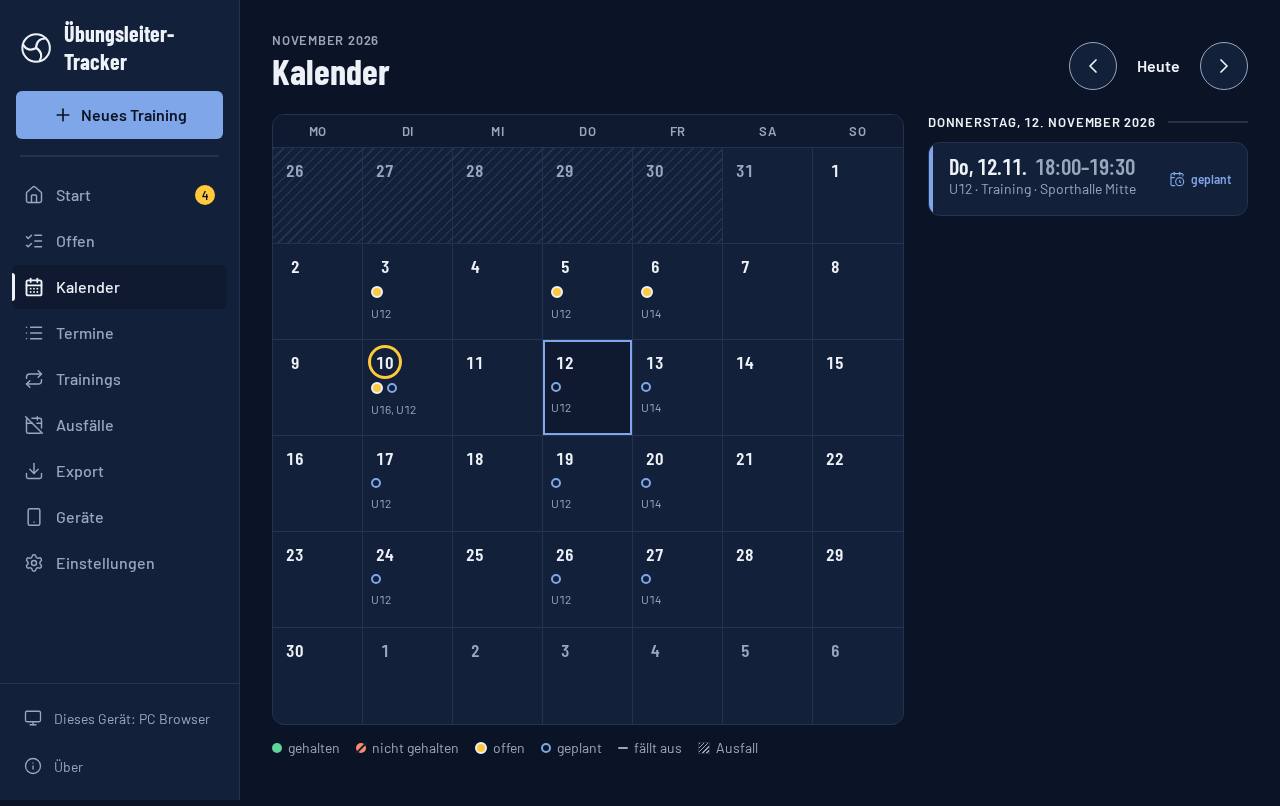 Übungsleiter-
Tracker
Neues Training
Start 4
Offen
Kalender
Termine
Trainings
Ausfälle
Export
Geräte
Einstellungen
Dieses Gerät: PC Browser
Über
NOVEMBER 2026
Kalender
Heute
MO DI MI DO FR SA SO
26 27 28 29 30 31 1
2 3 4 5 6 7 8
U12 U12 U14
9 10 11 12 13 14 15
U16, U12 U12 U14
16 17 18 19 20 21 22
U12 U12 U14
23 24 25 26 27 28 29
U12 U12 U14
30 1 2 3 4 5 6
gehalten nicht gehalten offen geplant fällt aus Ausfall
DONNERSTAG, 12. NOVEMBER 2026
Do, 12.11. 18:00–19:30
U12 · Training · Sporthalle Mitte
geplant